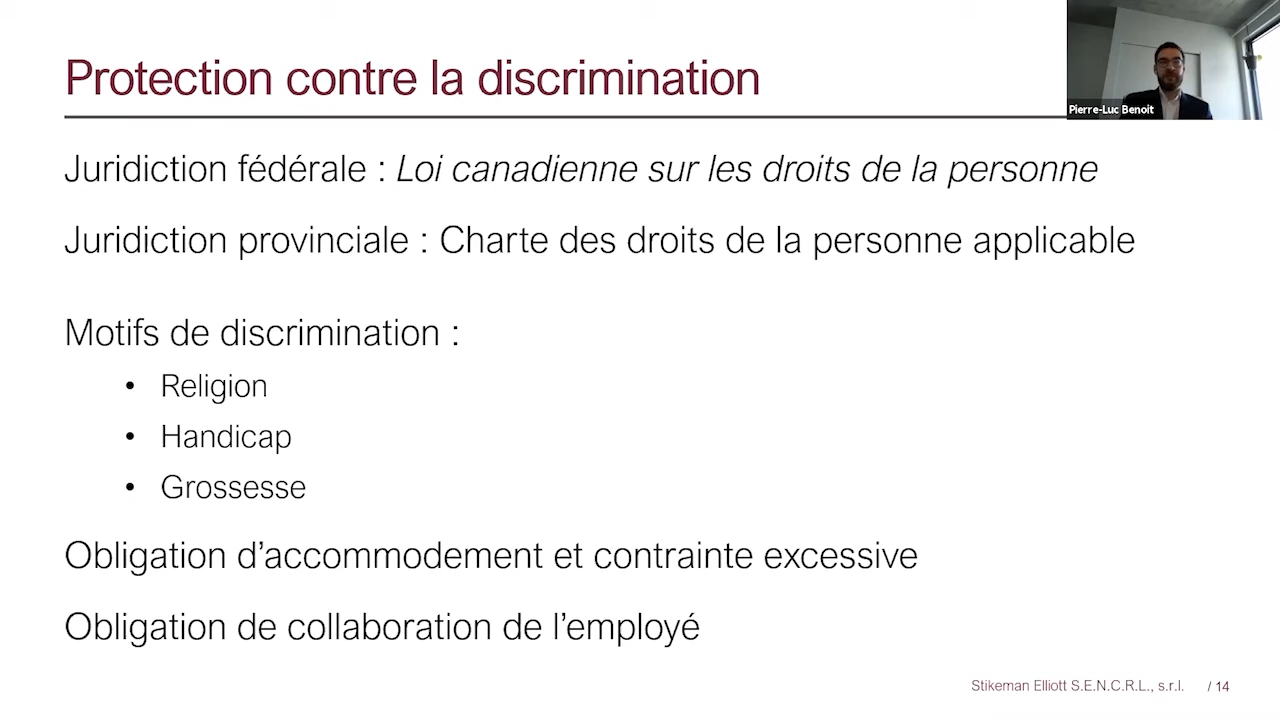 Protection contre la discrimination
Pierre-Luc Benoit
Juridiction fédérale : Loi canadienne sur les droits de la personne
Juridiction provinciale : Charte des droits de la personne applicable
Motifs de discrimination :
• Religion
• Handicap
• Grossesse
Obligation d’accommodement et contrainte excessive
Obligation de collaboration de l’employé
Stikeman Elliott S.E.N.C.R.L., s.r.l. / 14